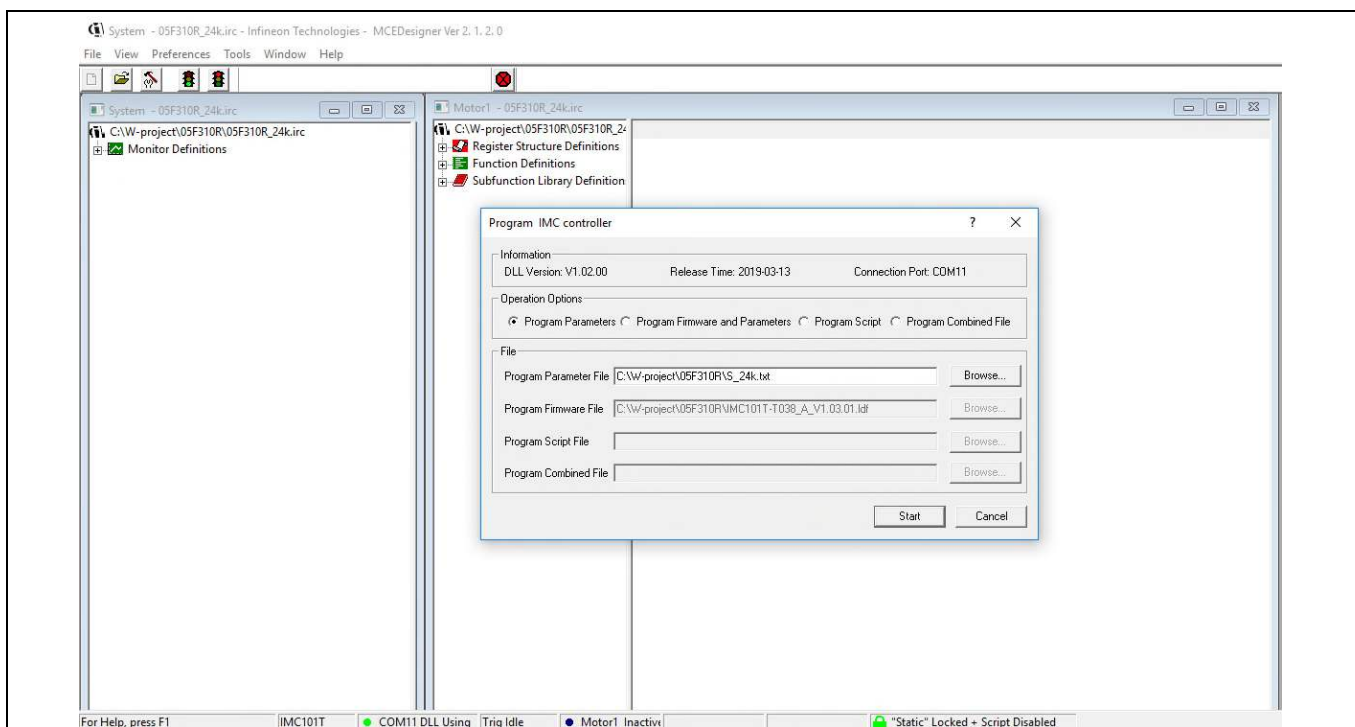 System - 05F310R_24k.irc - Infineon Technologies - MCEDesigner Ver 2. 1. 2. 0
File View Preferences Tools Window Help
System - 05F310R_24k.irc
C:\W-project\05F310R\05F310R_24k.irc
Monitor Definitions
Motor1 - 05F310R_24k.irc
C:\W-project\05F310R\05F310R_24
Register Structure Definitions
Function Definitions
Subfunction Library Definition
Program IMC controller ? X
Information
DLL Version: V1.02.00 Release Time: 2019-03-13 Connection Port: COM11
Operation Options
Program Parameters Program Firmware and Parameters Program Script Program Combined File
File
Program Parameter File C:\W-project\05F310R\S_24k.txt Browse...
Program Firmware File C:\W-project\05F310R\IMC101T-T038_A_V1.03.01.ldf Browse...
Program Script File Browse...
Program Combined File Browse...
Start Cancel
For Help, press F1 IMC101T COM11 DLL Using Trig Idle Motor1 Inactive "Static" Locked + Script Disabled